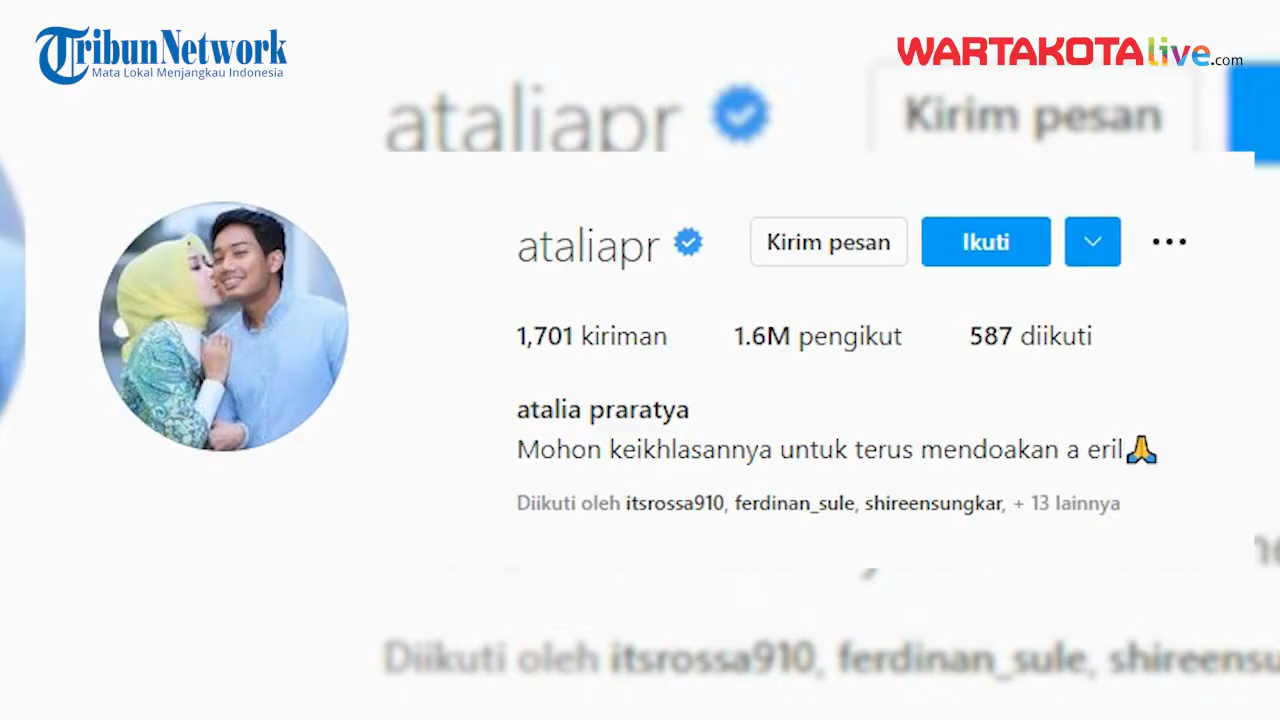 Tribun Network
Mata Lokal Menjangkau Indonesia
WARTAKOTAlive.com
ataliapr
Kirim pesan
ataliapr
Kirim pesan
Ikuti
1,701 kiriman
1.6M pengikut
587 diikuti
atalia praratya
Mohon keikhlasannya untuk terus mendoakan a eril🙏
Diikuti oleh itsrossa910, ferdinan_sule, shireensungkar, + 13 lainnya
Diikuti oleh itsrossa910, ferdinan_sule, shireensu